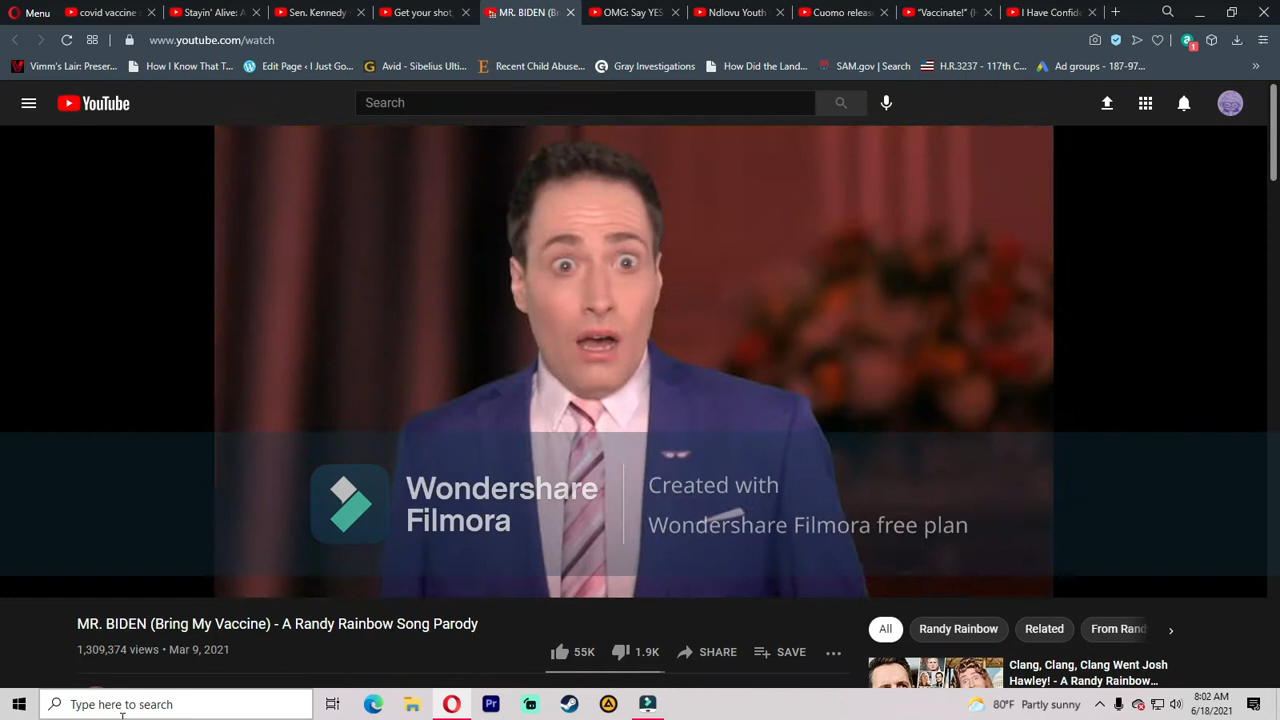 Menu
covid vaccine
Stayin' Alive: A
Sen. Kennedy
Get your shot,
MR. BIDEN (Br
OMG: Say YES
Ndlovu Youth
Cuomo releas
"Vaccinate!" (H
I Have Confid
www.youtube.com/watch
1
Vimm's Lair: Preser...
How I Know That T...
Edit Page ‹ I Just Go...
Avid - Sibelius Ulti...
Recent Child Abuse...
Gray Investigations
How Did the Land...
SAM.gov | Search
H.R.3237 - 117th C...
Ad groups - 187-97...
YouTube
Search
Wondershare
Filmora
Created with
Wondershare Filmora free plan
MR. BIDEN (Bring My Vaccine) - A Randy Rainbow Song Parody
1,309,374 views • Mar 9, 2021
55K
1.9K
SHARE
SAVE
All
Randy Rainbow
Related
From Rand
Clang, Clang, Clang Went Josh
Hawley! - A Randy Rainbow...
Type here to search
Pr
80°F Partly sunny
8:02 AM
6/18/2021